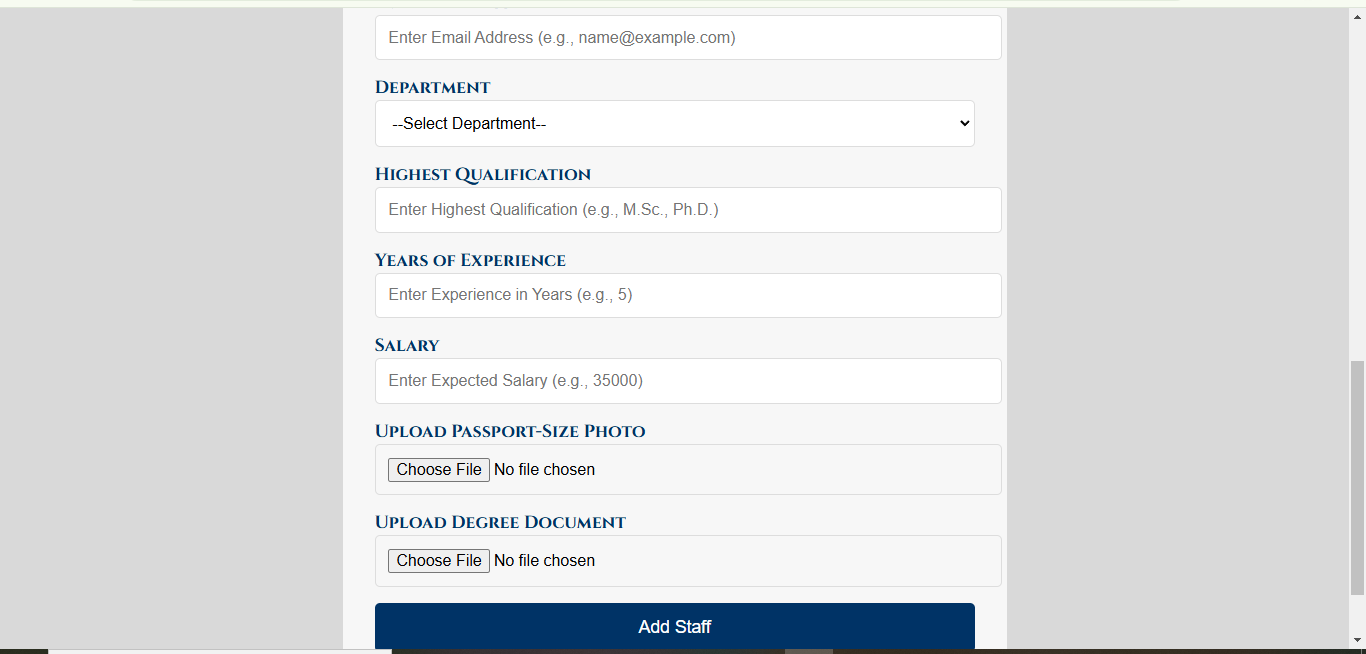 Enter Email Address (e.g., name@example.com)
Department
--Select Department--
Highest Qualification
Enter Highest Qualification (e.g., M.Sc., Ph.D.)
Years of Experience
Enter Experience in Years (e.g., 5)
Salary
Enter Expected Salary (e.g., 35000)
Upload Passport-Size Photo
Choose File No file chosen
Upload Degree Document
Choose File No file chosen
Add Staff